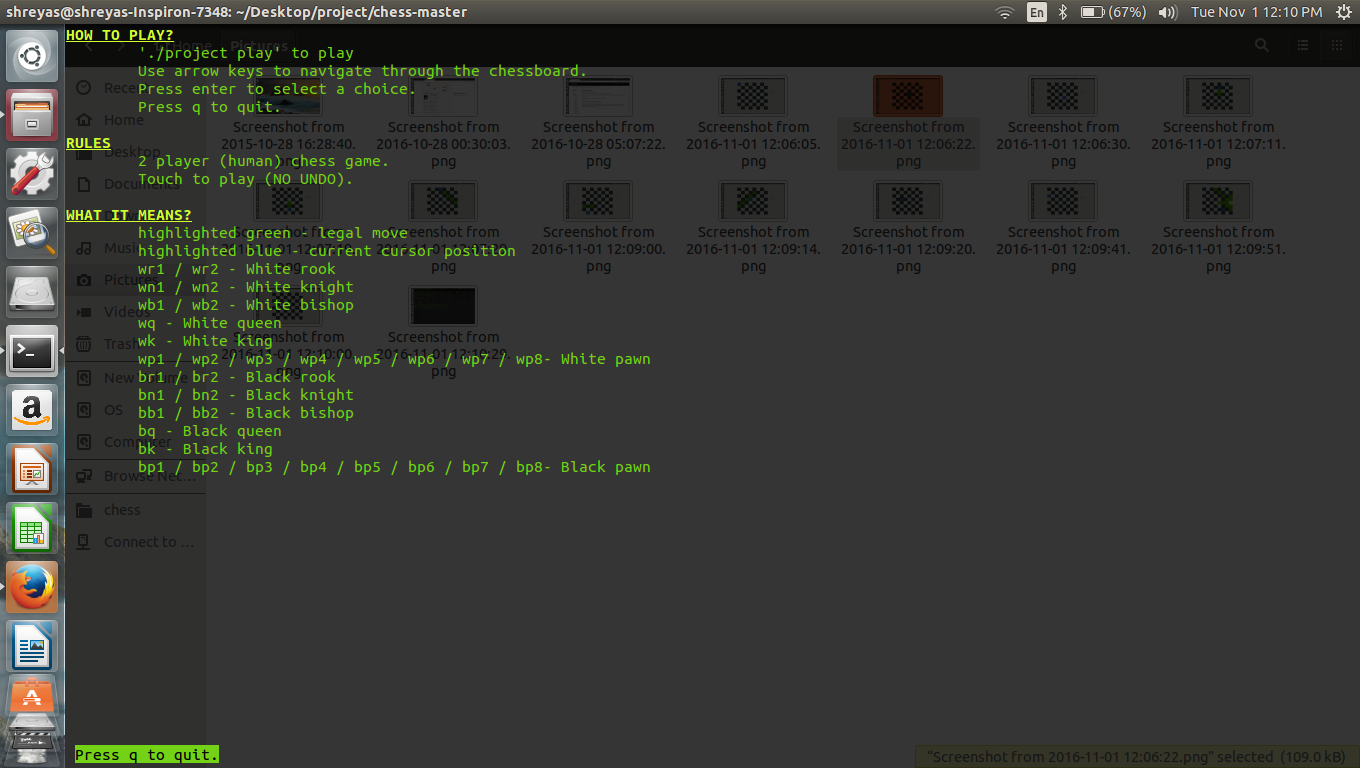 shreyas@shreyas-Inspiron-7348: ~/Desktop/project/chess-master
En
(67%)
Tue Nov 1 12:10 PM
HOW TO PLAY?
'./project play' to play
Use arrow keys to navigate through the chessboard.
Press enter to select a choice.
Press q to quit.
RULES
2 player (human) chess game.
Touch to play (NO UNDO).
WHAT IT MEANS?
highlighted green - legal move
highlighted blue - current cursor position
wr1 / wr2 - White rook
wn1 / wn2 - White knight
wb1 / wb2 - White bishop
wq - White queen
wk - White king
wp1 / wp2 / wp3 / wp4 / wp5 / wp6 / wp7 / wp8- White pawn
br1 / br2 - Black rook
bn1 / bn2 - Black knight
bb1 / bb2 - Black bishop
bq - Black queen
bk - Black king
bp1 / bp2 / bp3 / bp4 / bp5 / bp6 / bp7 / bp8- Black pawn
Press q to quit.
Home
Pictures
Home
Desktop
Documents
Music
Pictures
Videos
Trash
OS
Computer
Browse Net...
chess
Connect to ...
Screenshot from
2015-10-28 16:28:40.
png
Screenshot from
2016-10-28 00:30:03.
png
Screenshot from
2016-10-28 05:07:22.
png
Screenshot from
2016-11-01 12:06:05.
png
Screenshot from
2016-11-01 12:06:22.
png
Screenshot from
2016-11-01 12:06:30.
png
Screenshot from
2016-11-01 12:07:11.
png
2016-11-01 12:09:00.
png
2016-11-01 12:09:14.
png
2016-11-01 12:09:20.
png
2016-11-01 12:09:41.
png
2016-11-01 12:09:51.
png
Screenshot from
Screenshot from
png
"Screenshot from 2016-11-01 12:06:22.png" selected (109.0 kB)